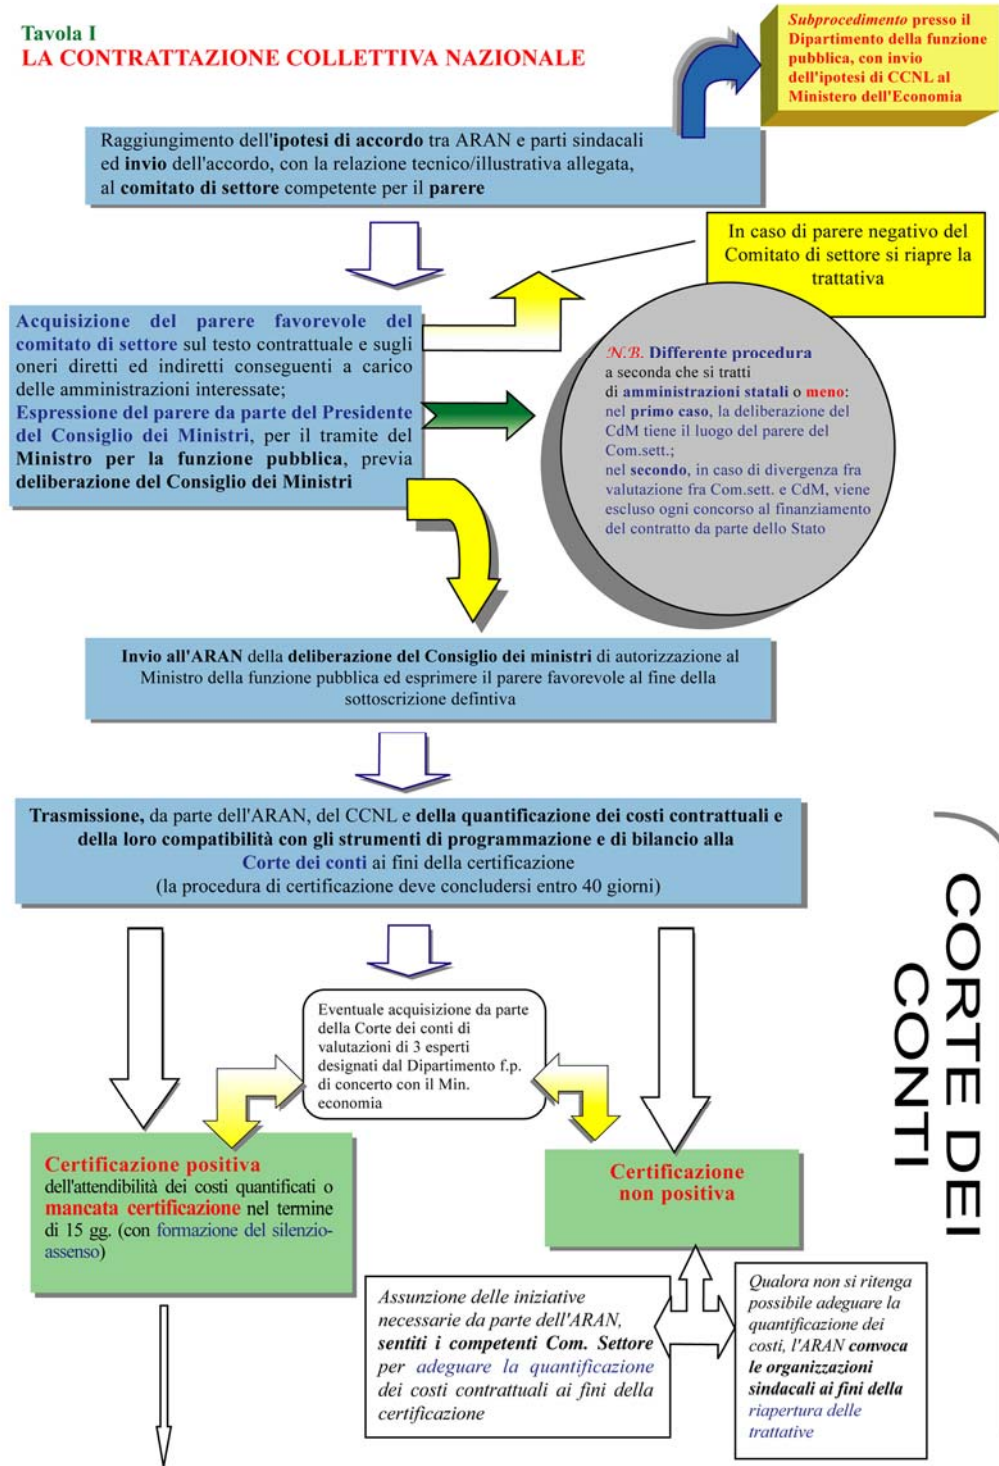 Tavola I
LA CONTRATTAZIONE COLLETTIVA NAZIONALE
Subprocedimento presso il
Dipartimento della funzione
pubblica, con invio
dell'ipotesi di CCNL al
Ministero dell'Economia
Raggiungimento dell'ipotesi di accordo tra ARAN e parti sindacali
ed invio dell'accordo, con la relazione tecnico/illustrativa allegata,
al comitato di settore competente per il parere
In caso di parere negativo del
Comitato di settore si riapre la
trattativa
Acquisizione del parere favorevole del
comitato di settore sul testo contrattuale e sugli
oneri diretti ed indiretti conseguenti a carico
delle amministrazioni interessate;
Espressione del parere da parte del Presidente
del Consiglio dei Ministri, per il tramite del
Ministro per la funzione pubblica, previa
deliberazione del Consiglio dei Ministri
N.B. Differente procedura
a seconda che si tratti
di amministrazioni statali o meno:
nel primo caso, la deliberazione del
CdM tiene il luogo del parere del
Com.sett.;
nel secondo, in caso di divergenza fra
valutazione fra Com.sett. e CdM, viene
escluso ogni concorso al finanziamento
del contratto da parte dello Stato
Invio all'ARAN della deliberazione del Consiglio dei ministri di autorizzazione al
Ministro della funzione pubblica ed esprimere il parere favorevole al fine della
sottoscrizione defintiva
Trasmissione, da parte dell'ARAN, del CCNL e della quantificazione dei costi contrattuali e
della loro compatibilità con gli strumenti di programmazione e di bilancio alla
Corte dei conti ai fini della certificazione
(la procedura di certificazione deve concludersi entro 40 giorni)
CORTE DEI
CONTI
Eventuale acquisizione da parte
della Corte dei conti di
valutazioni di 3 esperti
designati dal Dipartimento f.p.
di concerto con il Min.
economia
Certificazione positiva
dell'attendibilità dei costi quantificati o
mancata certificazione nel termine
di 15 gg. (con formazione del silenzio-
assenso)
Certificazione
non positiva
Assunzione delle iniziative
necessarie da parte dell'ARAN,
sentiti i competenti Com. Settore
per adeguare la quantificazione
dei costi contrattuali ai fini della
certificazione
Qualora non si ritenga
possibile adeguare la
quantificazione dei
costi, l'ARAN convoca
le organizzazioni
sindacali ai fini della
riapertura delle
trattative